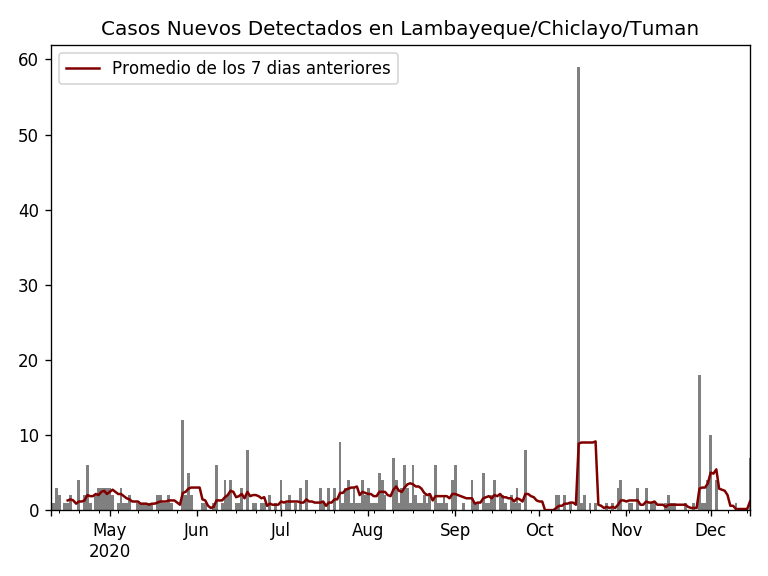 Casos Nuevos Detectados en Lambayeque/Chiclayo/Tuman
Promedio de los 7 dias anteriores
60
50
40
30
20
10
0
May Jun Jul Aug Sep Oct Nov Dec
2020